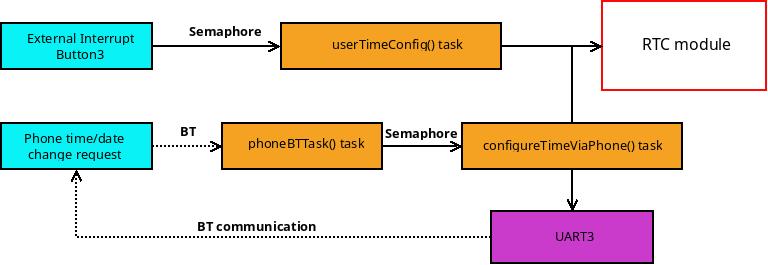 Semaphore
External Interrupt
Button3
userTimeConfig() task
RTC module
Phone time/date
change request
BT
phoneBTTask() task
Semaphore
configureTimeViaPhone() task
BT communication
UART3